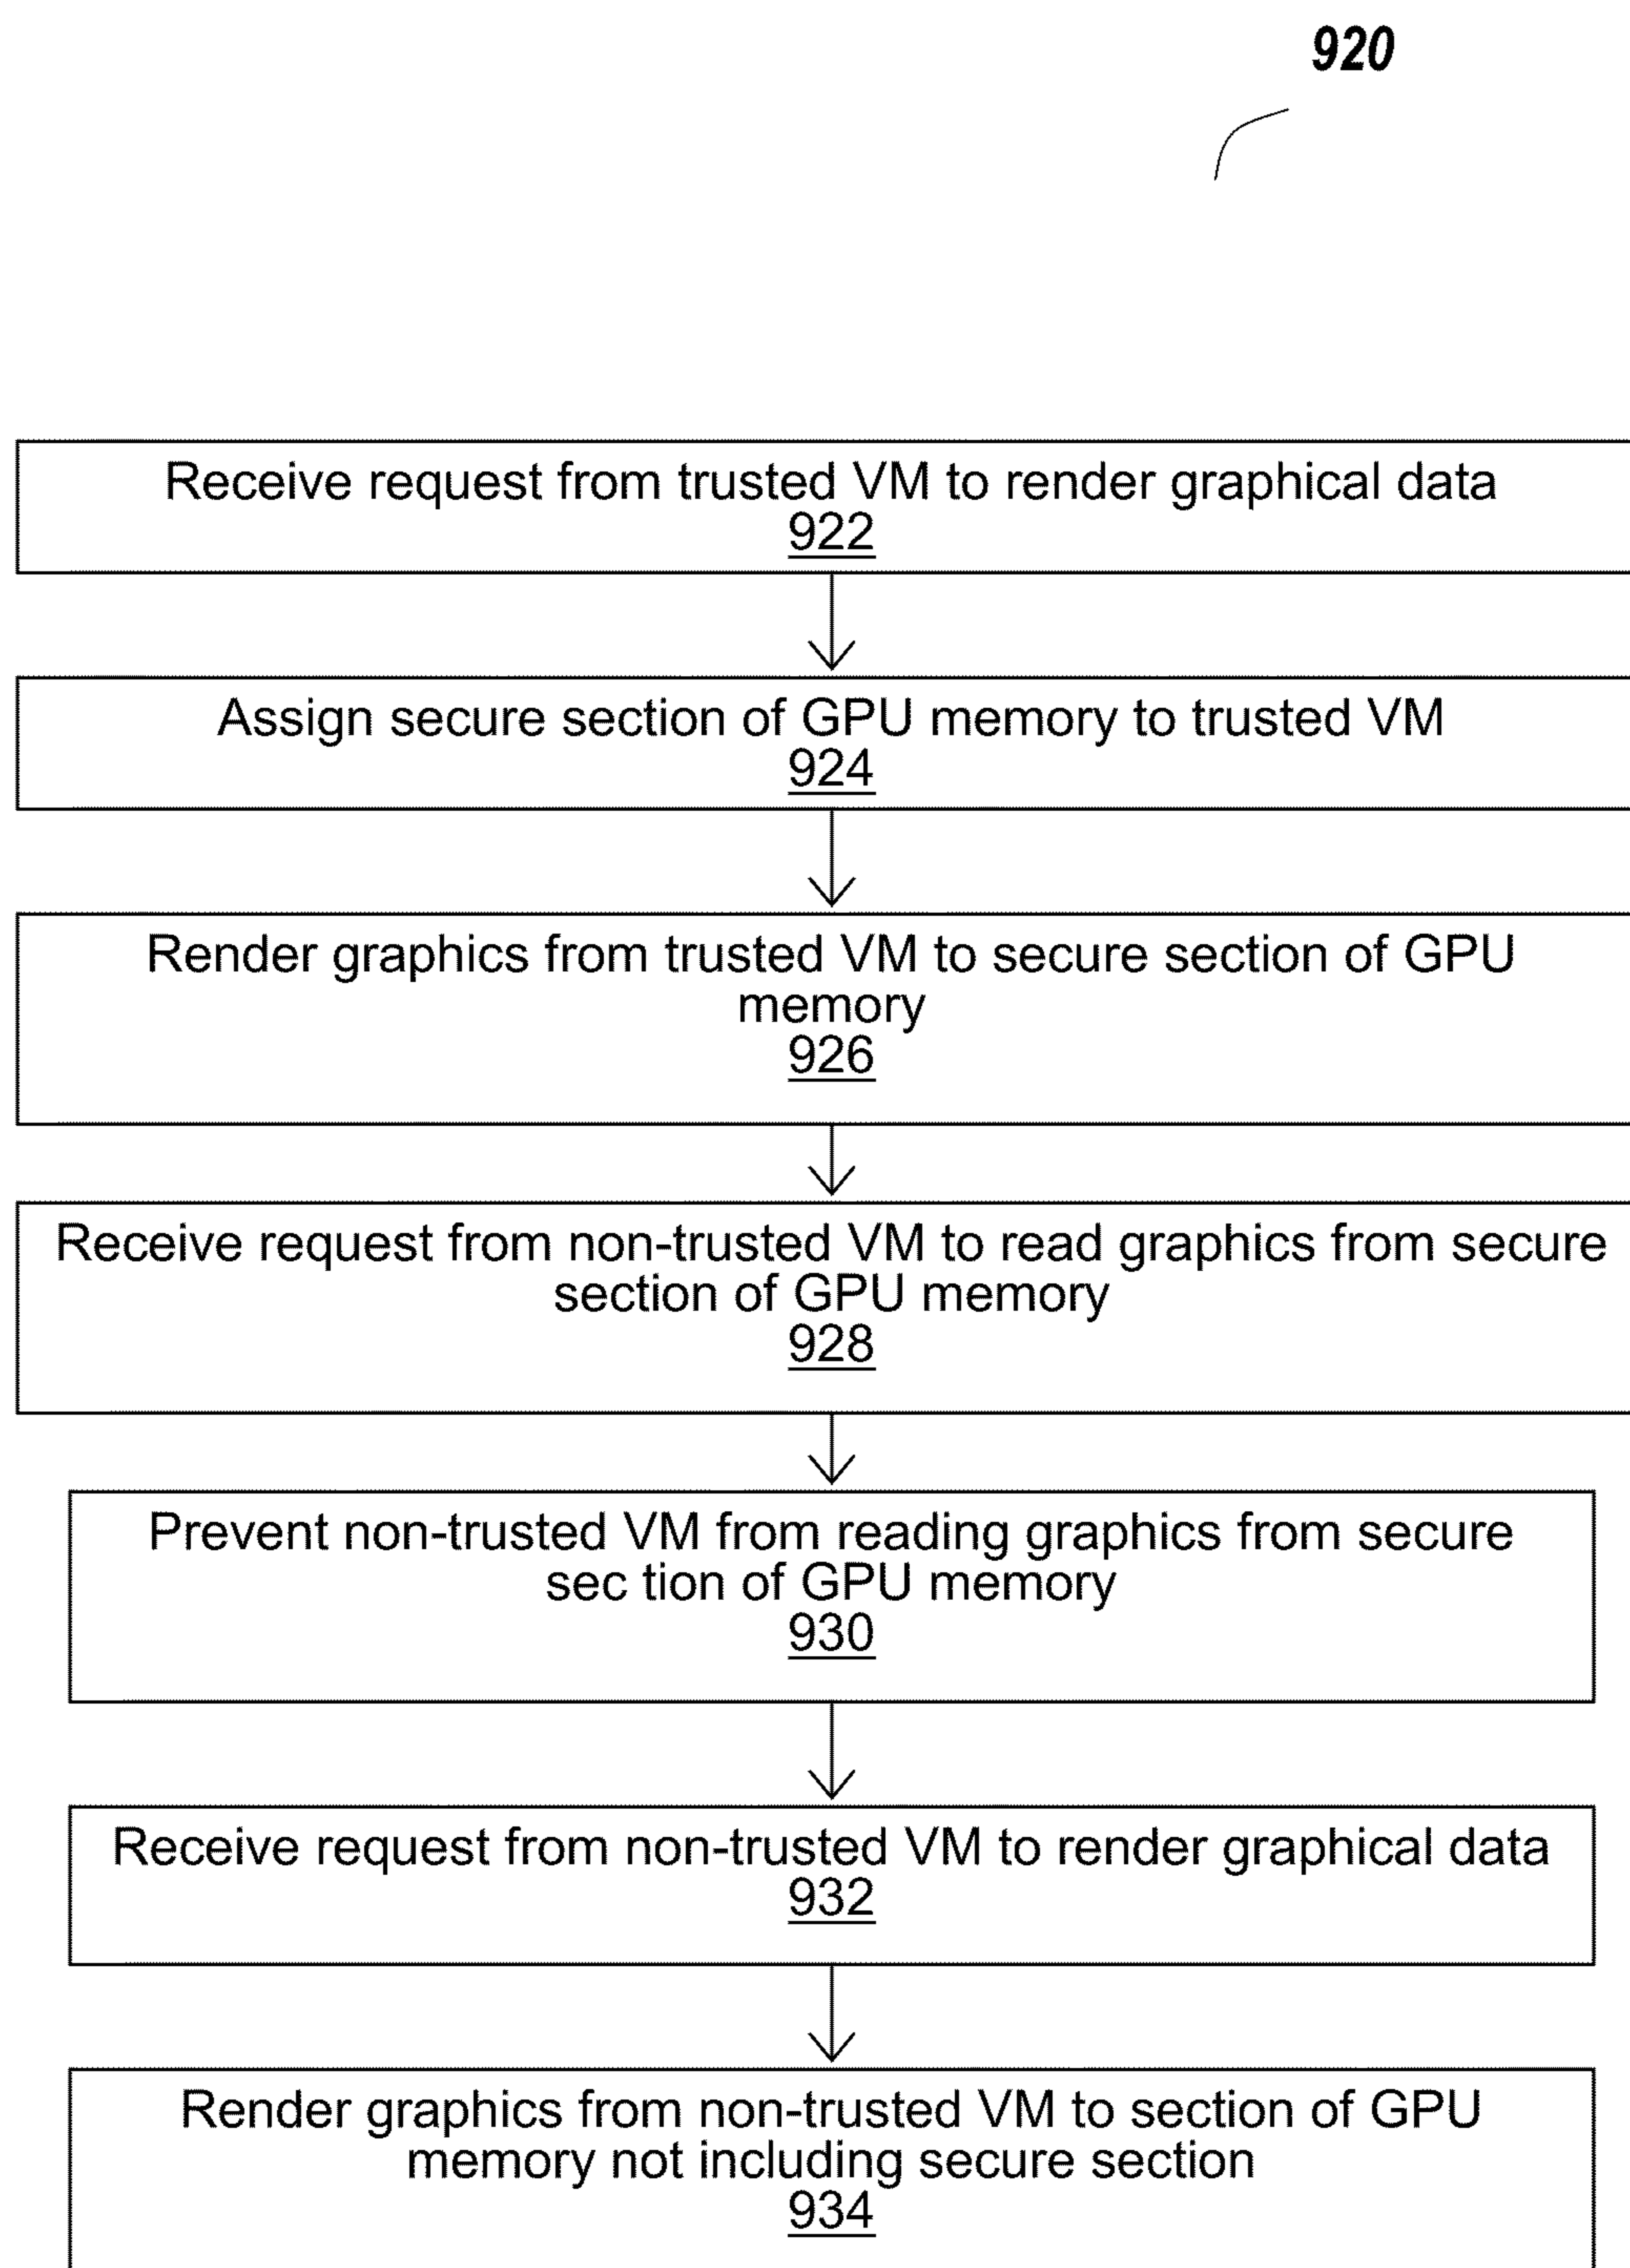 920
Receive request from trusted VM to render graphical data
922
Assign secure section of GPU memory to trusted VM
924
Render graphics from trusted VM to secure section of GPU
memory
926
Receive request from non-trusted VM to read graphics from secure
section of GPU memory
928
Prevent non-trusted VM from reading graphics from secure
sec tion of GPU memory
930
Receive request from non-trusted VM to render graphical data
932
Render graphics from non-trusted VM to section of GPU
memory not including secure section
934